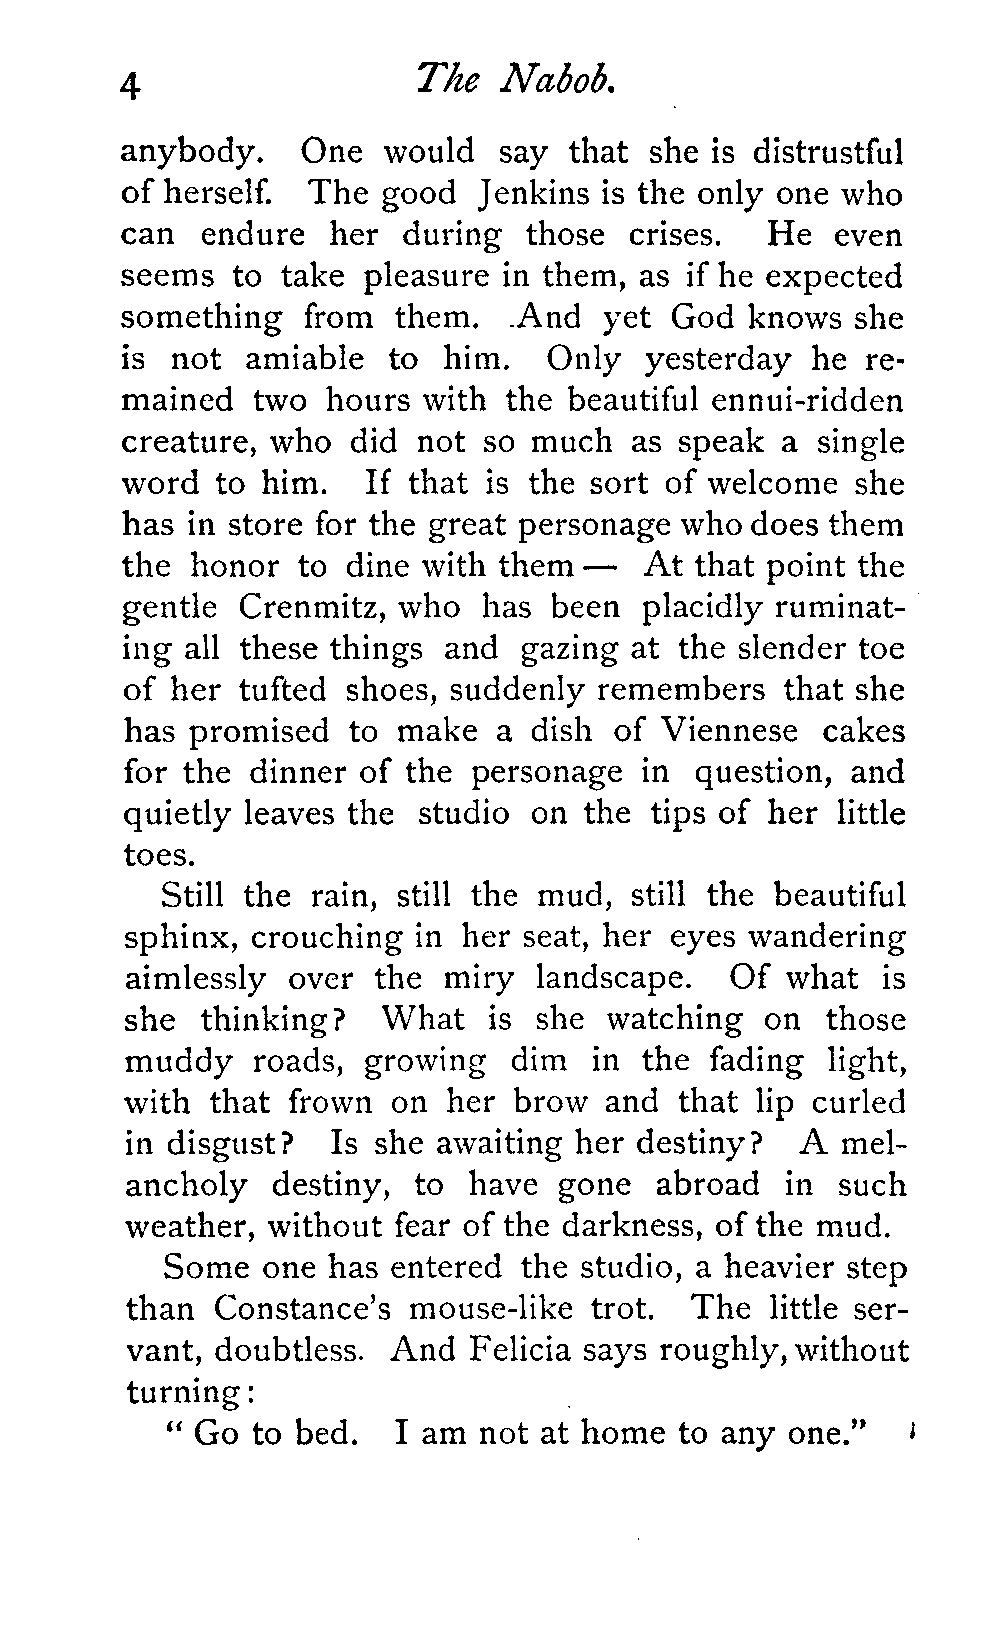 4 The Nabob.
anybody. One would say that she is distrustful
of herself. The good Jenkins is the only one who
can endure her during those crises. He even
seems to take pleasure in them, as if he expected
something from them. And yet God knows she
is not amiable to him. Only yesterday he re-
mained two hours with the beautiful ennui-ridden
creature, who did not so much as speak a single
word to him. If that is the sort of welcome she
has in store for the great personage who does them
the honor to dine with them — At that point the
gentle Crenmitz, who has been placidly ruminat-
ing all these things and gazing at the slender toe
of her tufted shoes, suddenly remembers that she
has promised to make a dish of Viennese cakes
for the dinner of the personage in question, and
quietly leaves the studio on the tips of her little
toes.
Still the rain, still the mud, still the beautiful
sphinx, crouching in her seat, her eyes wandering
aimlessly over the miry landscape. Of what is
she thinking? What is she watching on those
muddy roads, growing dim in the fading light,
with that frown on her brow and that lip curled
in disgust? Is she awaiting her destiny? A mel-
ancholy destiny, to have gone abroad in such
weather, without fear of the darkness, of the mud.
Some one has entered the studio, a heavier step
than Constance's mouse-like trot. The little ser-
vant, doubtless. And Felicia says roughly, without
turning:
" Go to bed. I am not at home to any one."